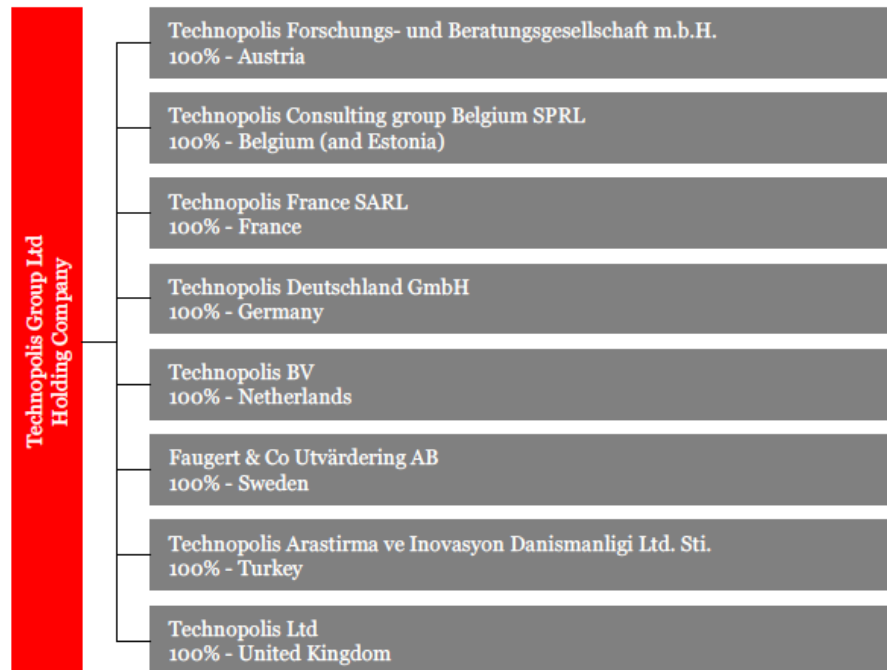 Technopolis Group Ltd
Holding Company
Technopolis Forschungs- und Beratungsgesellschaft m.b.H.
100% - Austria
Technopolis Consulting group Belgium SPRL
100% - Belgium (and Estonia)
Technopolis France SARL
100% - France
Technopolis Deutschland GmbH
100% - Germany
Technopolis BV
100% - Netherlands
Faugert & Co Utvärdering AB
100% - Sweden
Technopolis Arastirma ve Inovasyon Danismanligi Ltd. Sti.
100% - Turkey
Technopolis Ltd
100% - United Kingdom